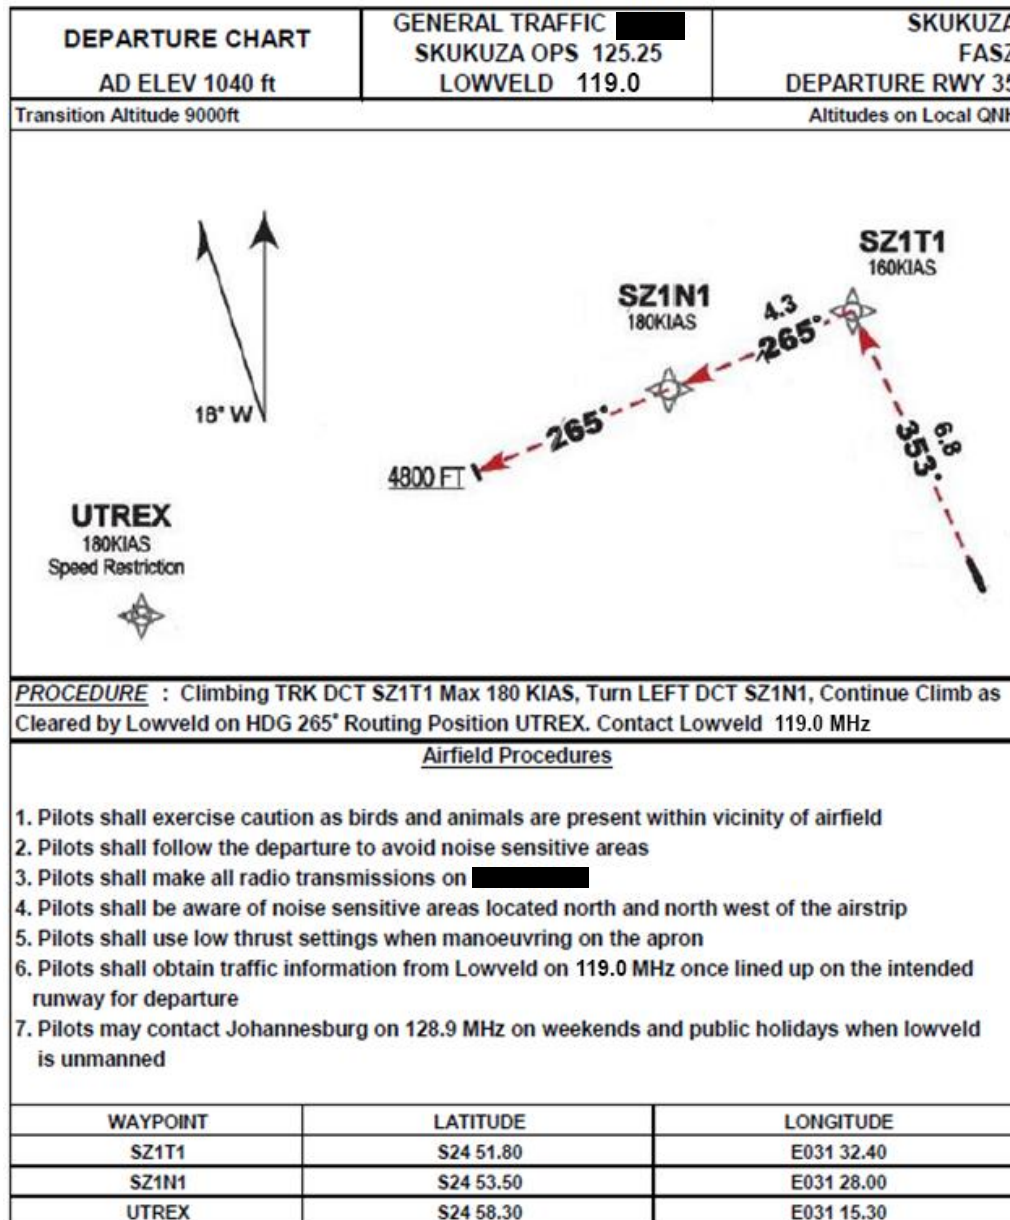 DEPARTURE CHART
AD ELEV 1040 ft
GENERAL TRAFFIC
SKUKUZA OPS 125.25
LOWVELD 119.0
SKUKUZA
FASZ
DEPARTURE RWY 35
Transition Altitude 9000ft
Altitudes on Local QNH
SZ1T1
160KIAS
SZ1N1
180KIAS
4.3
265°
18° W
265°
6.8
353°
4800 FT
UTREX
180KIAS
Speed Restriction
PROCEDURE : Climbing TRK DCT SZ1T1 Max 180 KIAS, Turn LEFT DCT SZ1N1, Continue Climb as
Cleared by Lowveld on HDG 265° Routing Position UTREX. Contact Lowveld 119.0 MHz
Airfield Procedures
1. Pilots shall exercise caution as birds and animals are present within vicinity of airfield
2. Pilots shall follow the departure to avoid noise sensitive areas
3. Pilots shall make all radio transmissions on
4. Pilots shall be aware of noise sensitive areas located north and north west of the airstrip
5. Pilots shall use low thrust settings when manoeuvring on the apron
6. Pilots shall obtain traffic information from Lowveld on 119.0 MHz once lined up on the intended
runway for departure
7. Pilots may contact Johannesburg on 128.9 MHz on weekends and public holidays when lowveld
is unmanned
WAYPOINT LATITUDE LONGITUDE
SZ1T1 S24 51.80 E031 32.40
SZ1N1 S24 53.50 E031 28.00
UTREX S24 58.30 E031 15.30